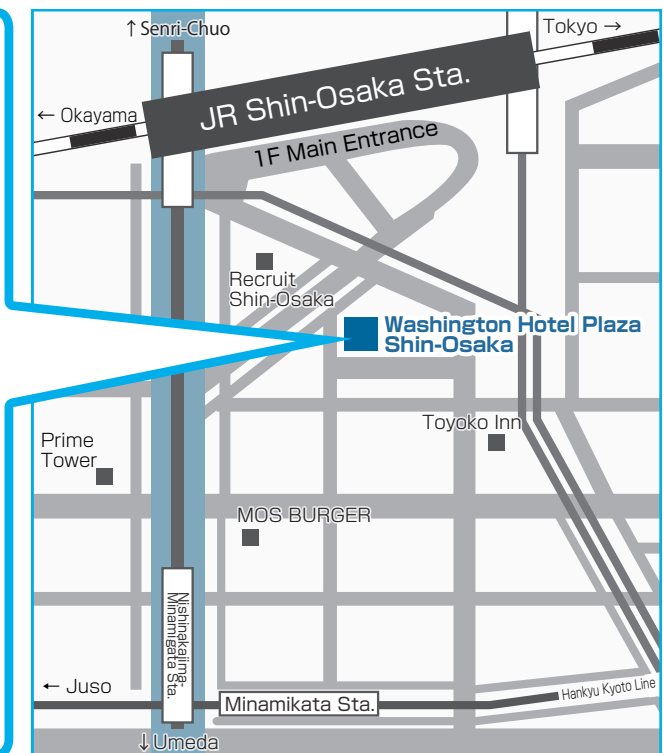 ↑ Senri-Chuo
Tokyo →
JR Shin-Osaka Sta.
← Okayama
1F Main Entrance
Recruit
Shin-Osaka
Washington Hotel Plaza
Shin-Osaka
Toyoko Inn
Prime
Tower
MOS BURGER
Nishinakajima-
Minamigata Sta.
← Juso
Minamikata Sta.
Hankyu Kyoto Line
↓ Umeda